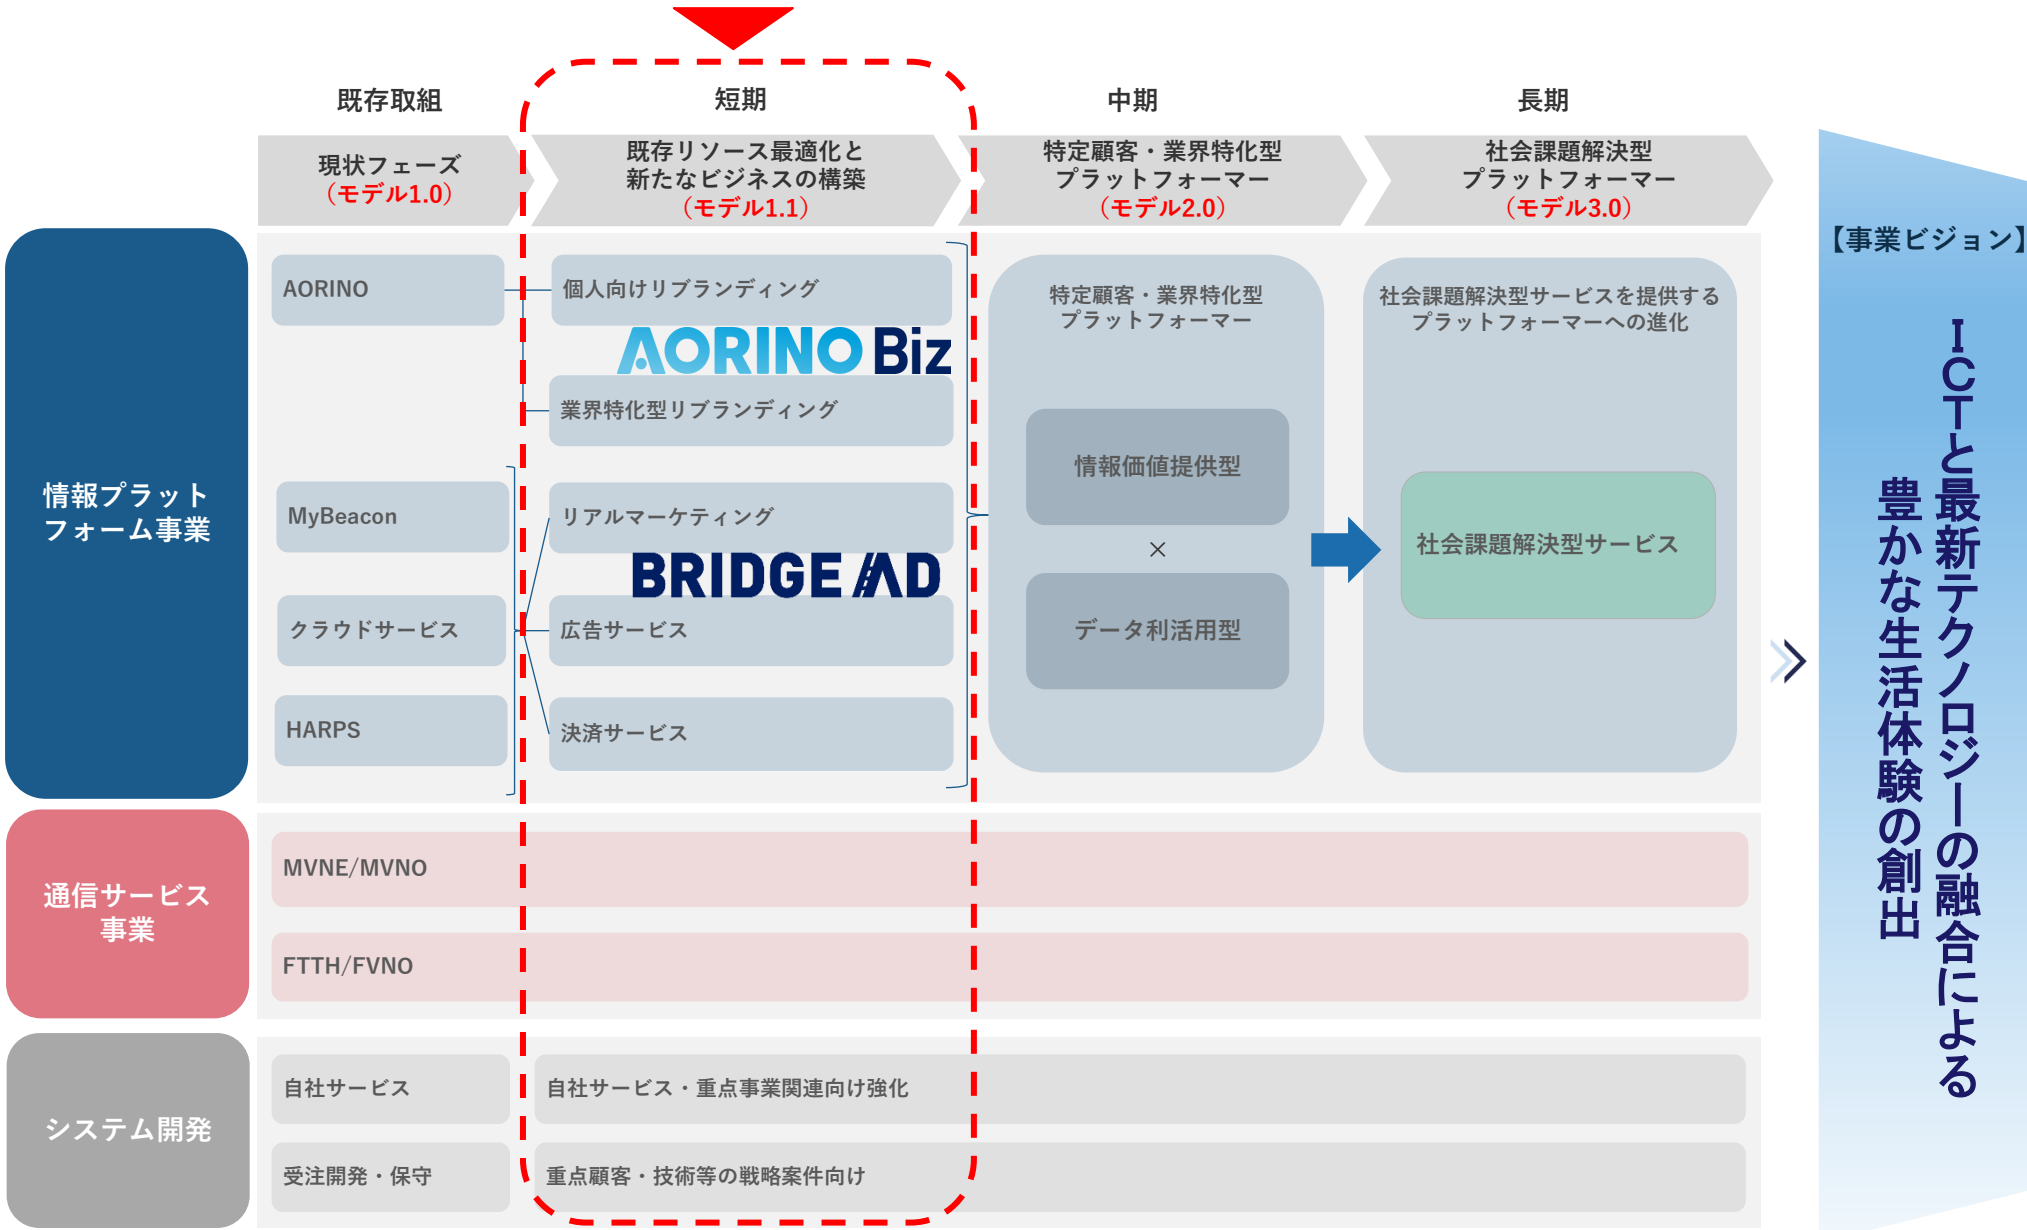 既存取組
短期
中期
長期
現状フェーズ
（モデル1.0）
既存リソース最適化と
新たなビジネスの構築
（モデル1.1）
特定顧客・業界特化型
プラットフォーマー
（モデル2.0）
社会課題解決型
プラットフォーマー
（モデル3.0）
情報プラット
フォーム事業
AORINO
個人向けリブランディング
AORINO Biz
業界特化型リブランディング
MyBeacon
リアルマーケティング
BRIDGE AD
クラウドサービス
広告サービス
HARPS
決済サービス
特定顧客・業界特化型
プラットフォーマー
情報価値提供型
×
データ利活用型
社会課題解決型サービスを提供する
プラットフォーマーへの進化
社会課題解決型サービス
通信サービス
事業
MVNE/MVNO
FTTH/FVNO
システム開発
自社サービス
自社サービス・重点事業関連向け強化
受注開発・保守
重点顧客・技術等の戦略案件向け
【事業ビジョン】
ICTと最新テクノロジーの融合による
豊かな生活体験の創出